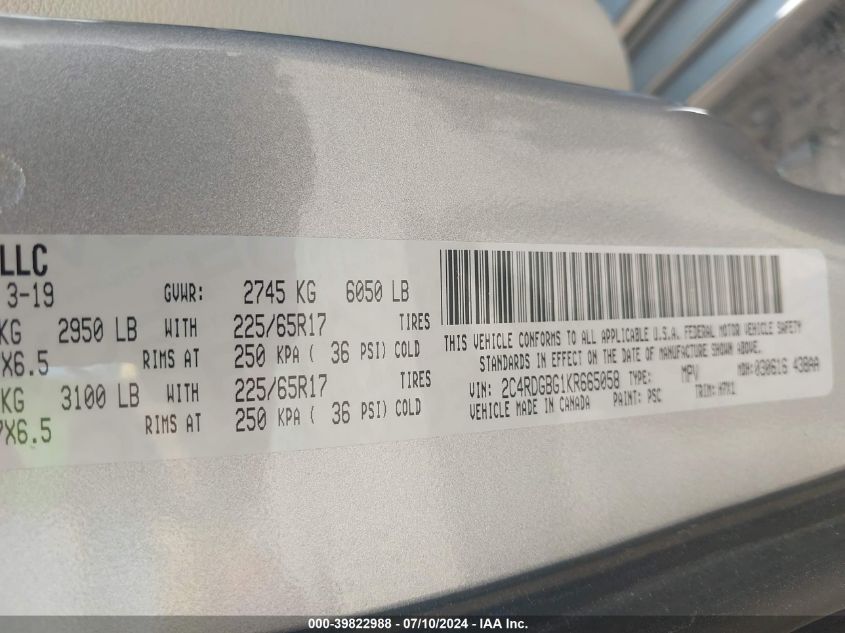 LLC
3-19 GVWR: 2745 KG 6050 LB
KG 2950 LB WITH 225/65R17 TIRES
X6.5 RIMS AT 250 KPA ( 36 PSI) COLD
KG 3100 LB WITH 225/65R17 TIRES
X6.5 RIMS AT 250 KPA ( 36 PSI) COLD
THIS VEHICLE CONFORMS TO ALL APPLICABLE U.S.A. FEDERAL MOTOR VEHICLE SAFETY
STANDARDS IN EFFECT ON THE DATE OF MANUFACTURE SHOWN ABOVE.
VIN: 2C4RDGBG1KR665058 TYPE: MPV MDH: 030616 438AA
VEHICLE MADE IN CANADA PAINT: PSC TRIM:
000-39822988 - 07/10/2024 - IAA Inc.